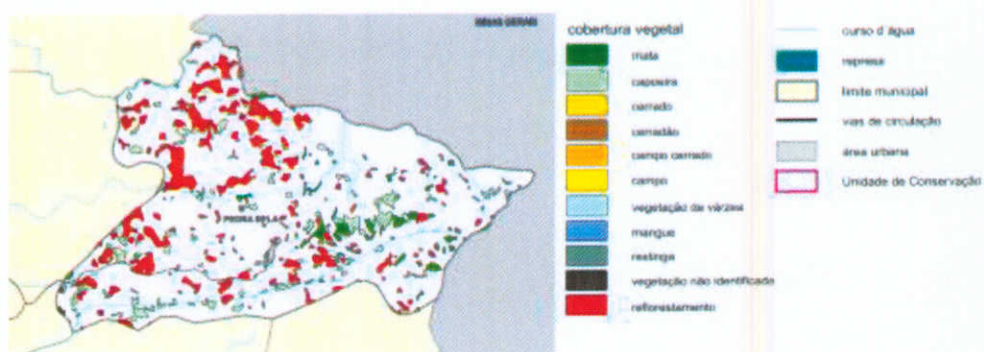 MINAS GERAIS
PEDRA BELA
cobertura vegetal
mata
capoeira
cerrado
cerradão
campo cerrado
campo
vegetação de várzea
mangue
restinga
vegetação não identificada
reflorestamento
curso d'água
represa
limite municipal
vias de circulação
área urbana
Unidade de Conservação